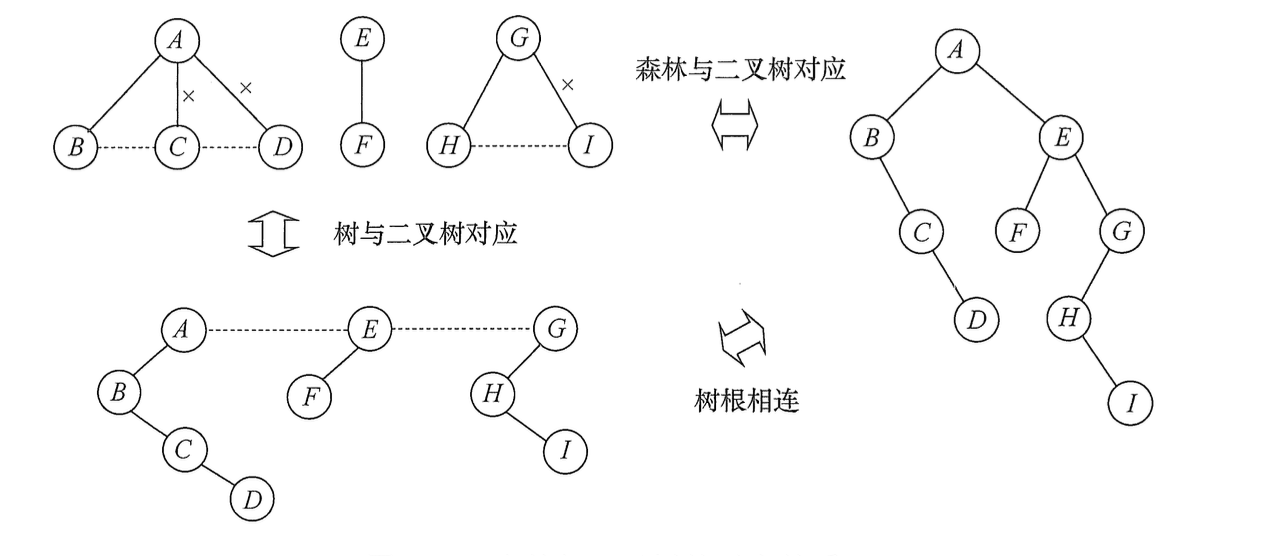 A E G
× × ×
B C D F H I
森林与二叉树对应
A
B E
C F G
D H
I
树与二叉树对应
A E G
B F H
C I
D
树根相连